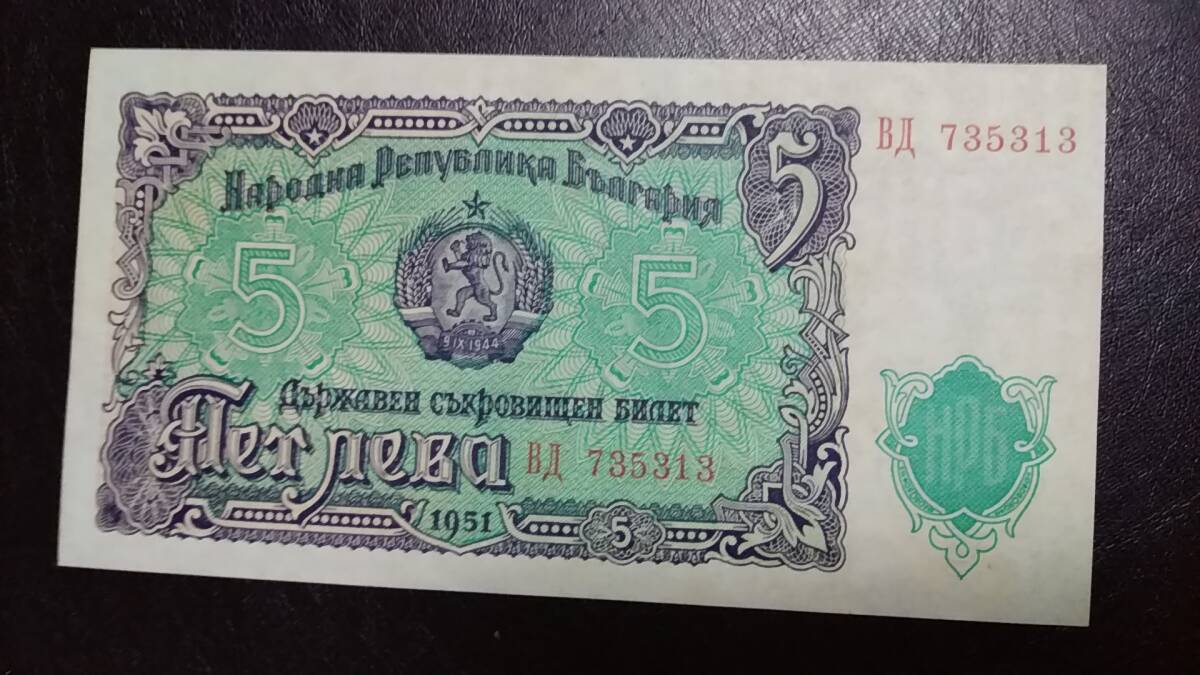 ВД 735313
5
Народна Република България
5 5
9 IX 1944
Държавен съкровищен билет
Пет лева ВД 735313
1951
5
НРБ